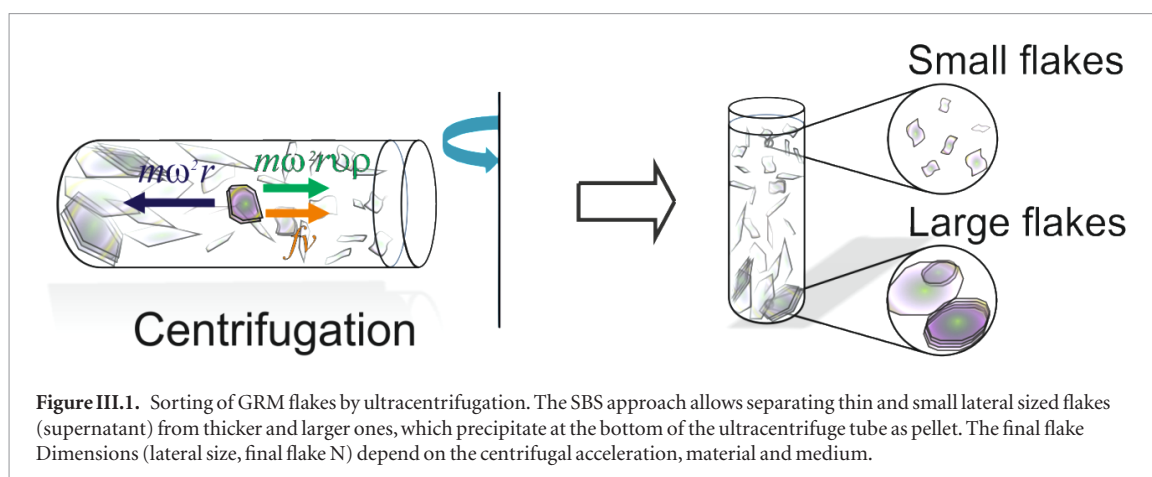 Small flakes
mω²r
mω²rυρ
fv
Large flakes
Centrifugation
Figure III.1. Sorting of GRM flakes by ultracentrifugation. The SBS approach allows separating thin and small lateral sized flakes
(supernatant) from thicker and larger ones, which precipitate at the bottom of the ultracentrifuge tube as pellet. The final flake
Dimensions (lateral size, final flake N) depend on the centrifugal acceleration, material and medium.